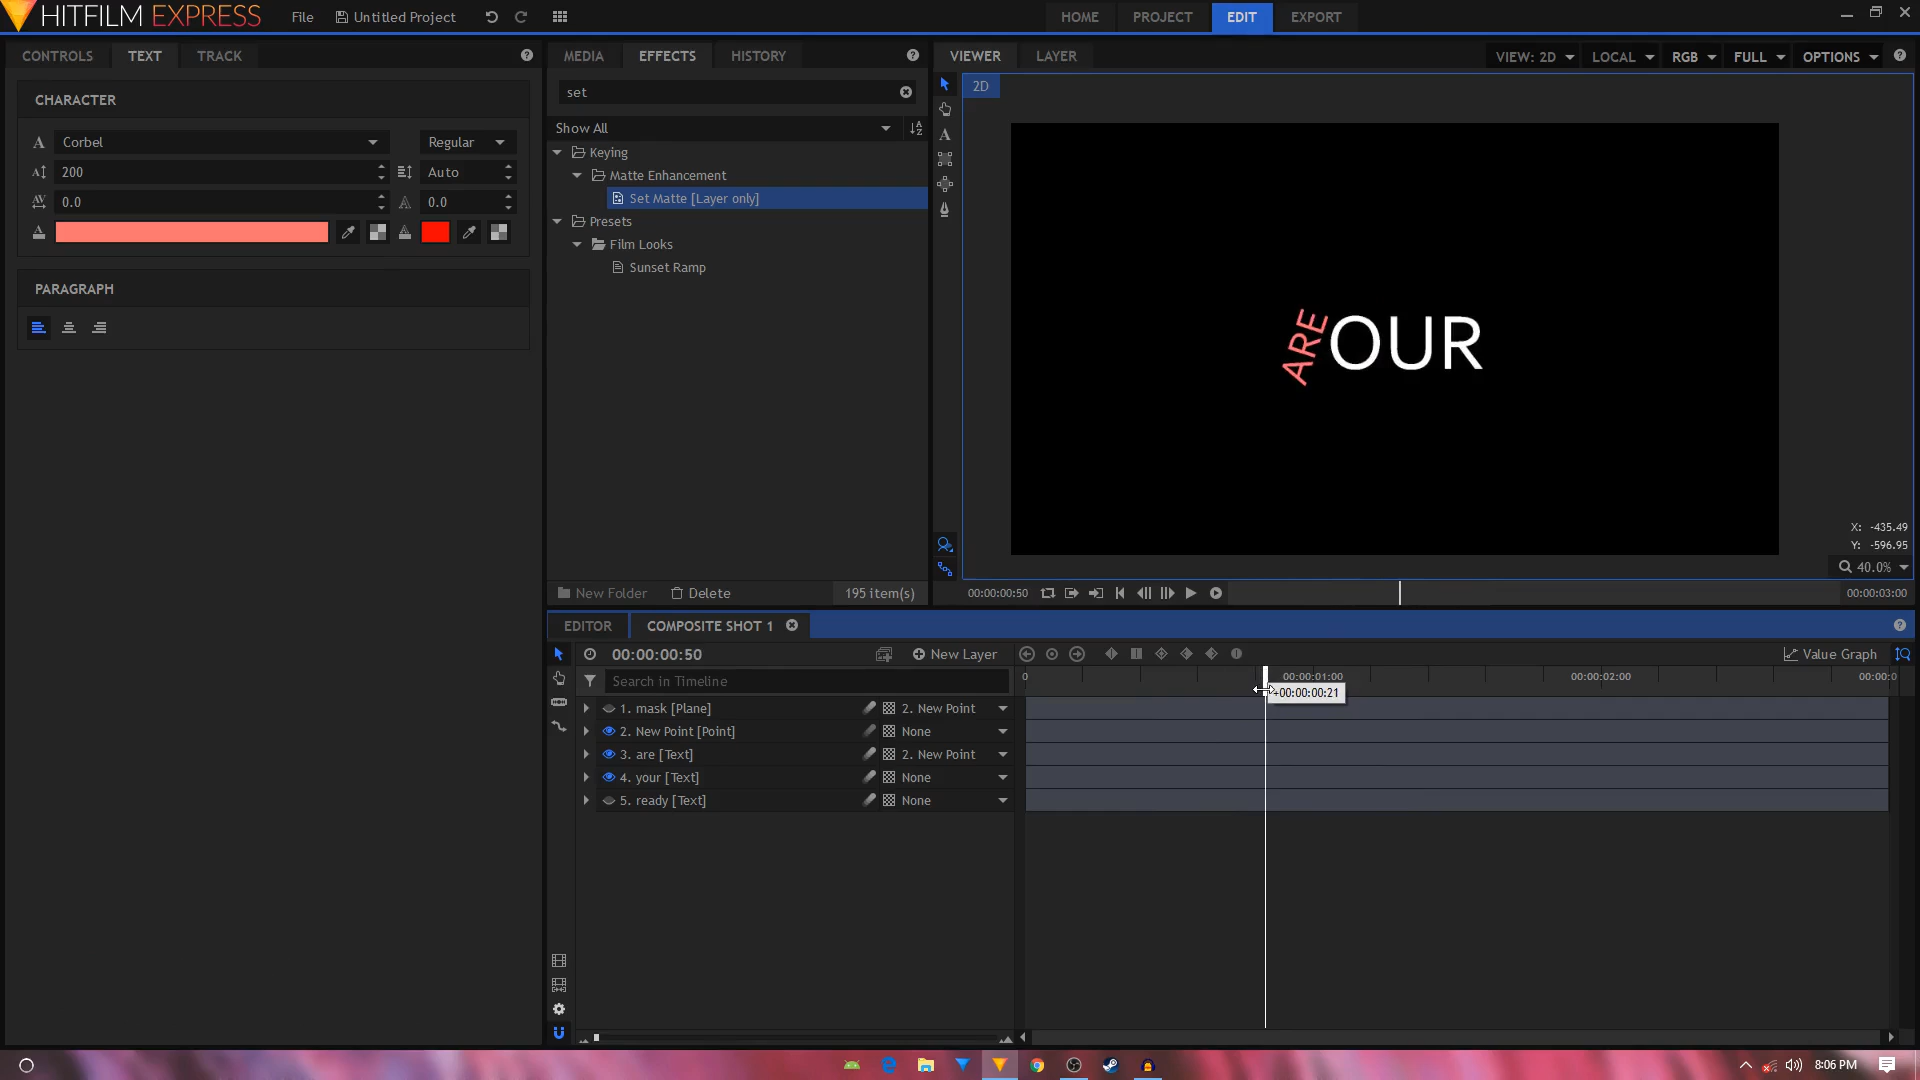 HITFILM EXPRESS File Untitled Project HOME PROJECT EDIT EXPORT
CONTROLS TEXT TRACK
CHARACTER
A Corbel Regular
200 Auto
0.0 0.0
PARAGRAPH
MEDIA EFFECTS HISTORY
set
Show All
Keying
Matte Enhancement
Set Matte [Layer only]
Presets
Film Looks
Sunset Ramp
New Folder Delete 195 item(s)
VIEWER LAYER VIEW: 2D LOCAL RGB FULL OPTIONS
2D
ARE OUR
X: -435.49
Y: -596.95
40.0%
00:00:00:50 00:00:03:00
EDITOR COMPOSITE SHOT 1
00:00:00:50 New Layer Value Graph
Search in Timeline
0 00:00:01:00 00:00:02:00 00:00:0
+00:00:00:21
1. mask [Plane] 2. New Point
2. New Point [Point] None
3. are [Text] 2. New Point
4. your [Text] None
5. ready [Text] None
8:06 PM